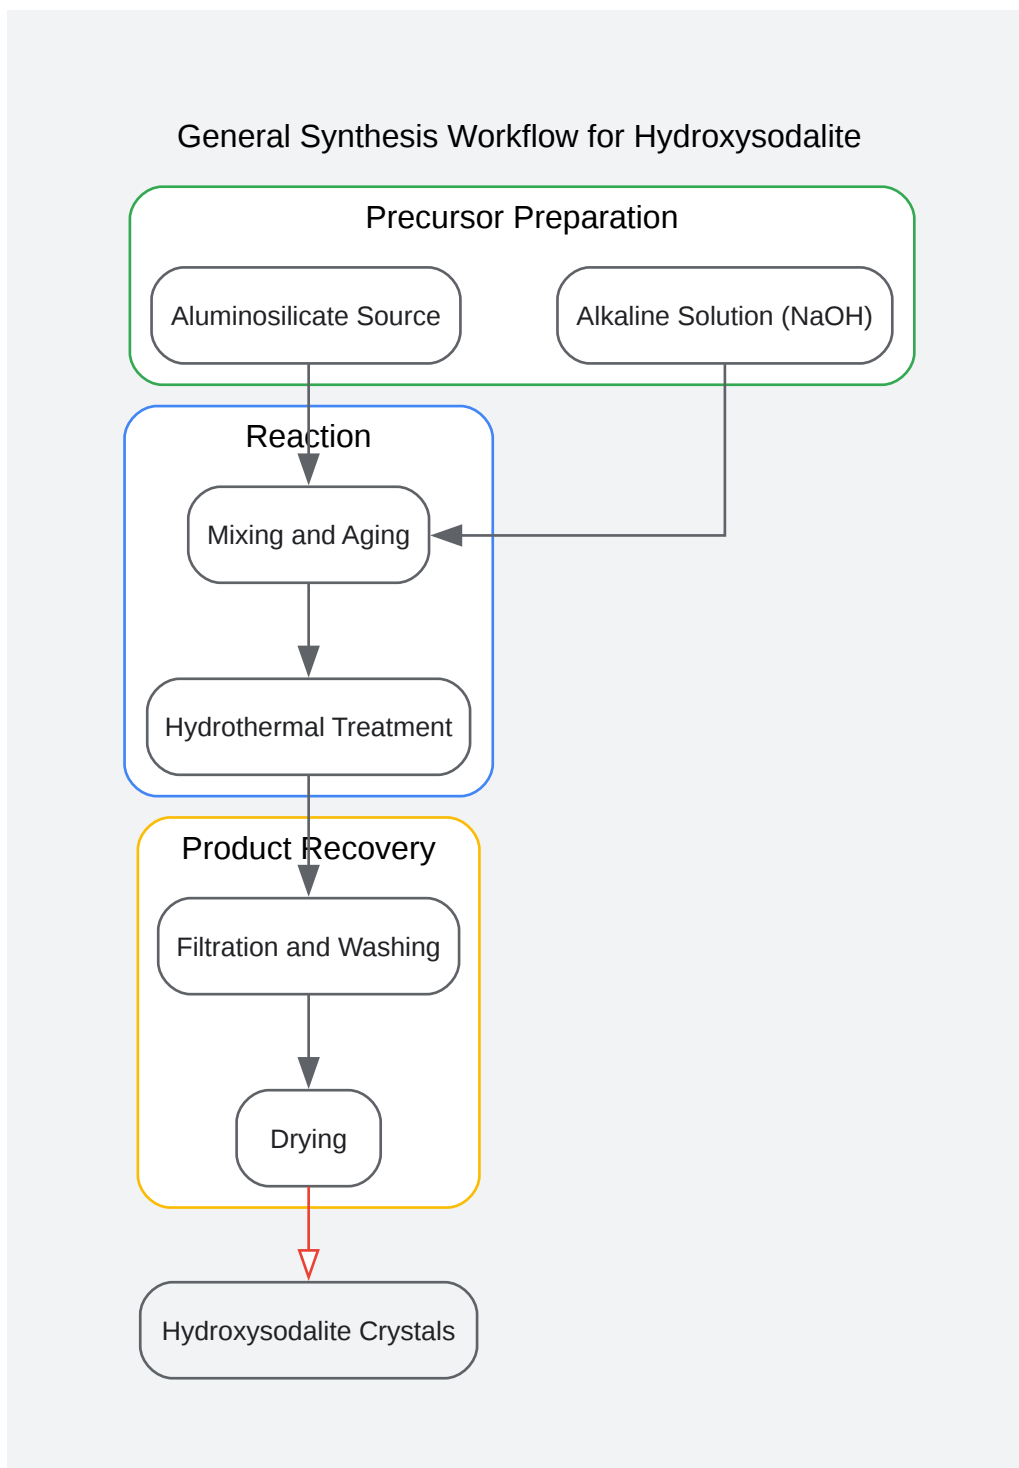 General Synthesis Workflow for Hydroxysodalite
Precursor Preparation
Aluminosilicate Source
Alkaline Solution (NaOH)
Reaction
Mixing and Aging
Hydrothermal Treatment
Product Recovery
Filtration and Washing
Drying
Hydroxysodalite Crystals